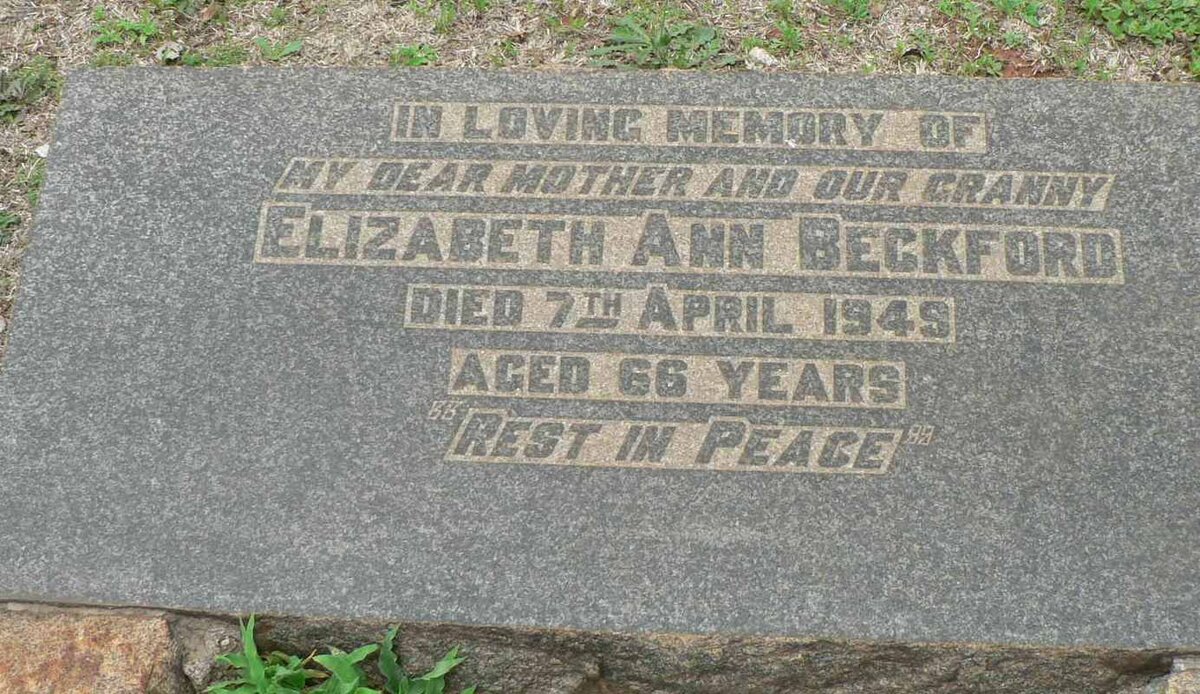 IN LOVING MEMORY OF
MY DEAR MOTHER AND OUR GRANNY
ELIZABETH ANN BECKFORD
DIED 7TH APRIL 1949
AGED 66 YEARS
"REST IN PEACE"